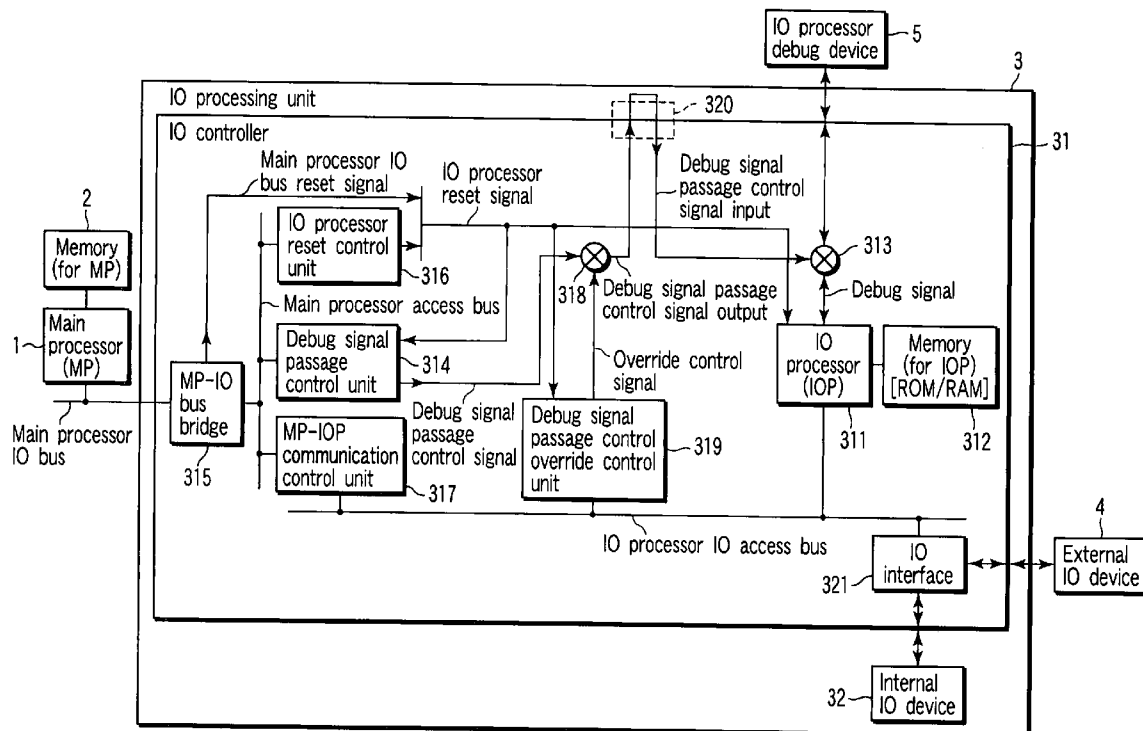 IO processor
debug device
5
3
IO processing unit
320
IO controller
31
Main processor IO
bus reset signal
IO processor
reset signal
Debug signal
passage control
signal input
2
Memory
(for MP)
IO processor
reset control
unit
316
318
313
Debug signal passage
control signal output
Debug signal
Main processor access bus
1
Main
processor
(MP)
Debug signal
passage
control unit
314
Override control
signal
IO
processor
(IOP)
Memory
(for IOP)
[ROM/RAM]
MP-IO
bus
bridge
Debug signal
passage
control signal
Debug signal
passage control
override control
unit
319
311
312
Main processor
IO bus
315
MP-IOP
communication
control unit
317
IO processor IO access bus
IO
interface
321
4
External
IO device
32
Internal
IO device